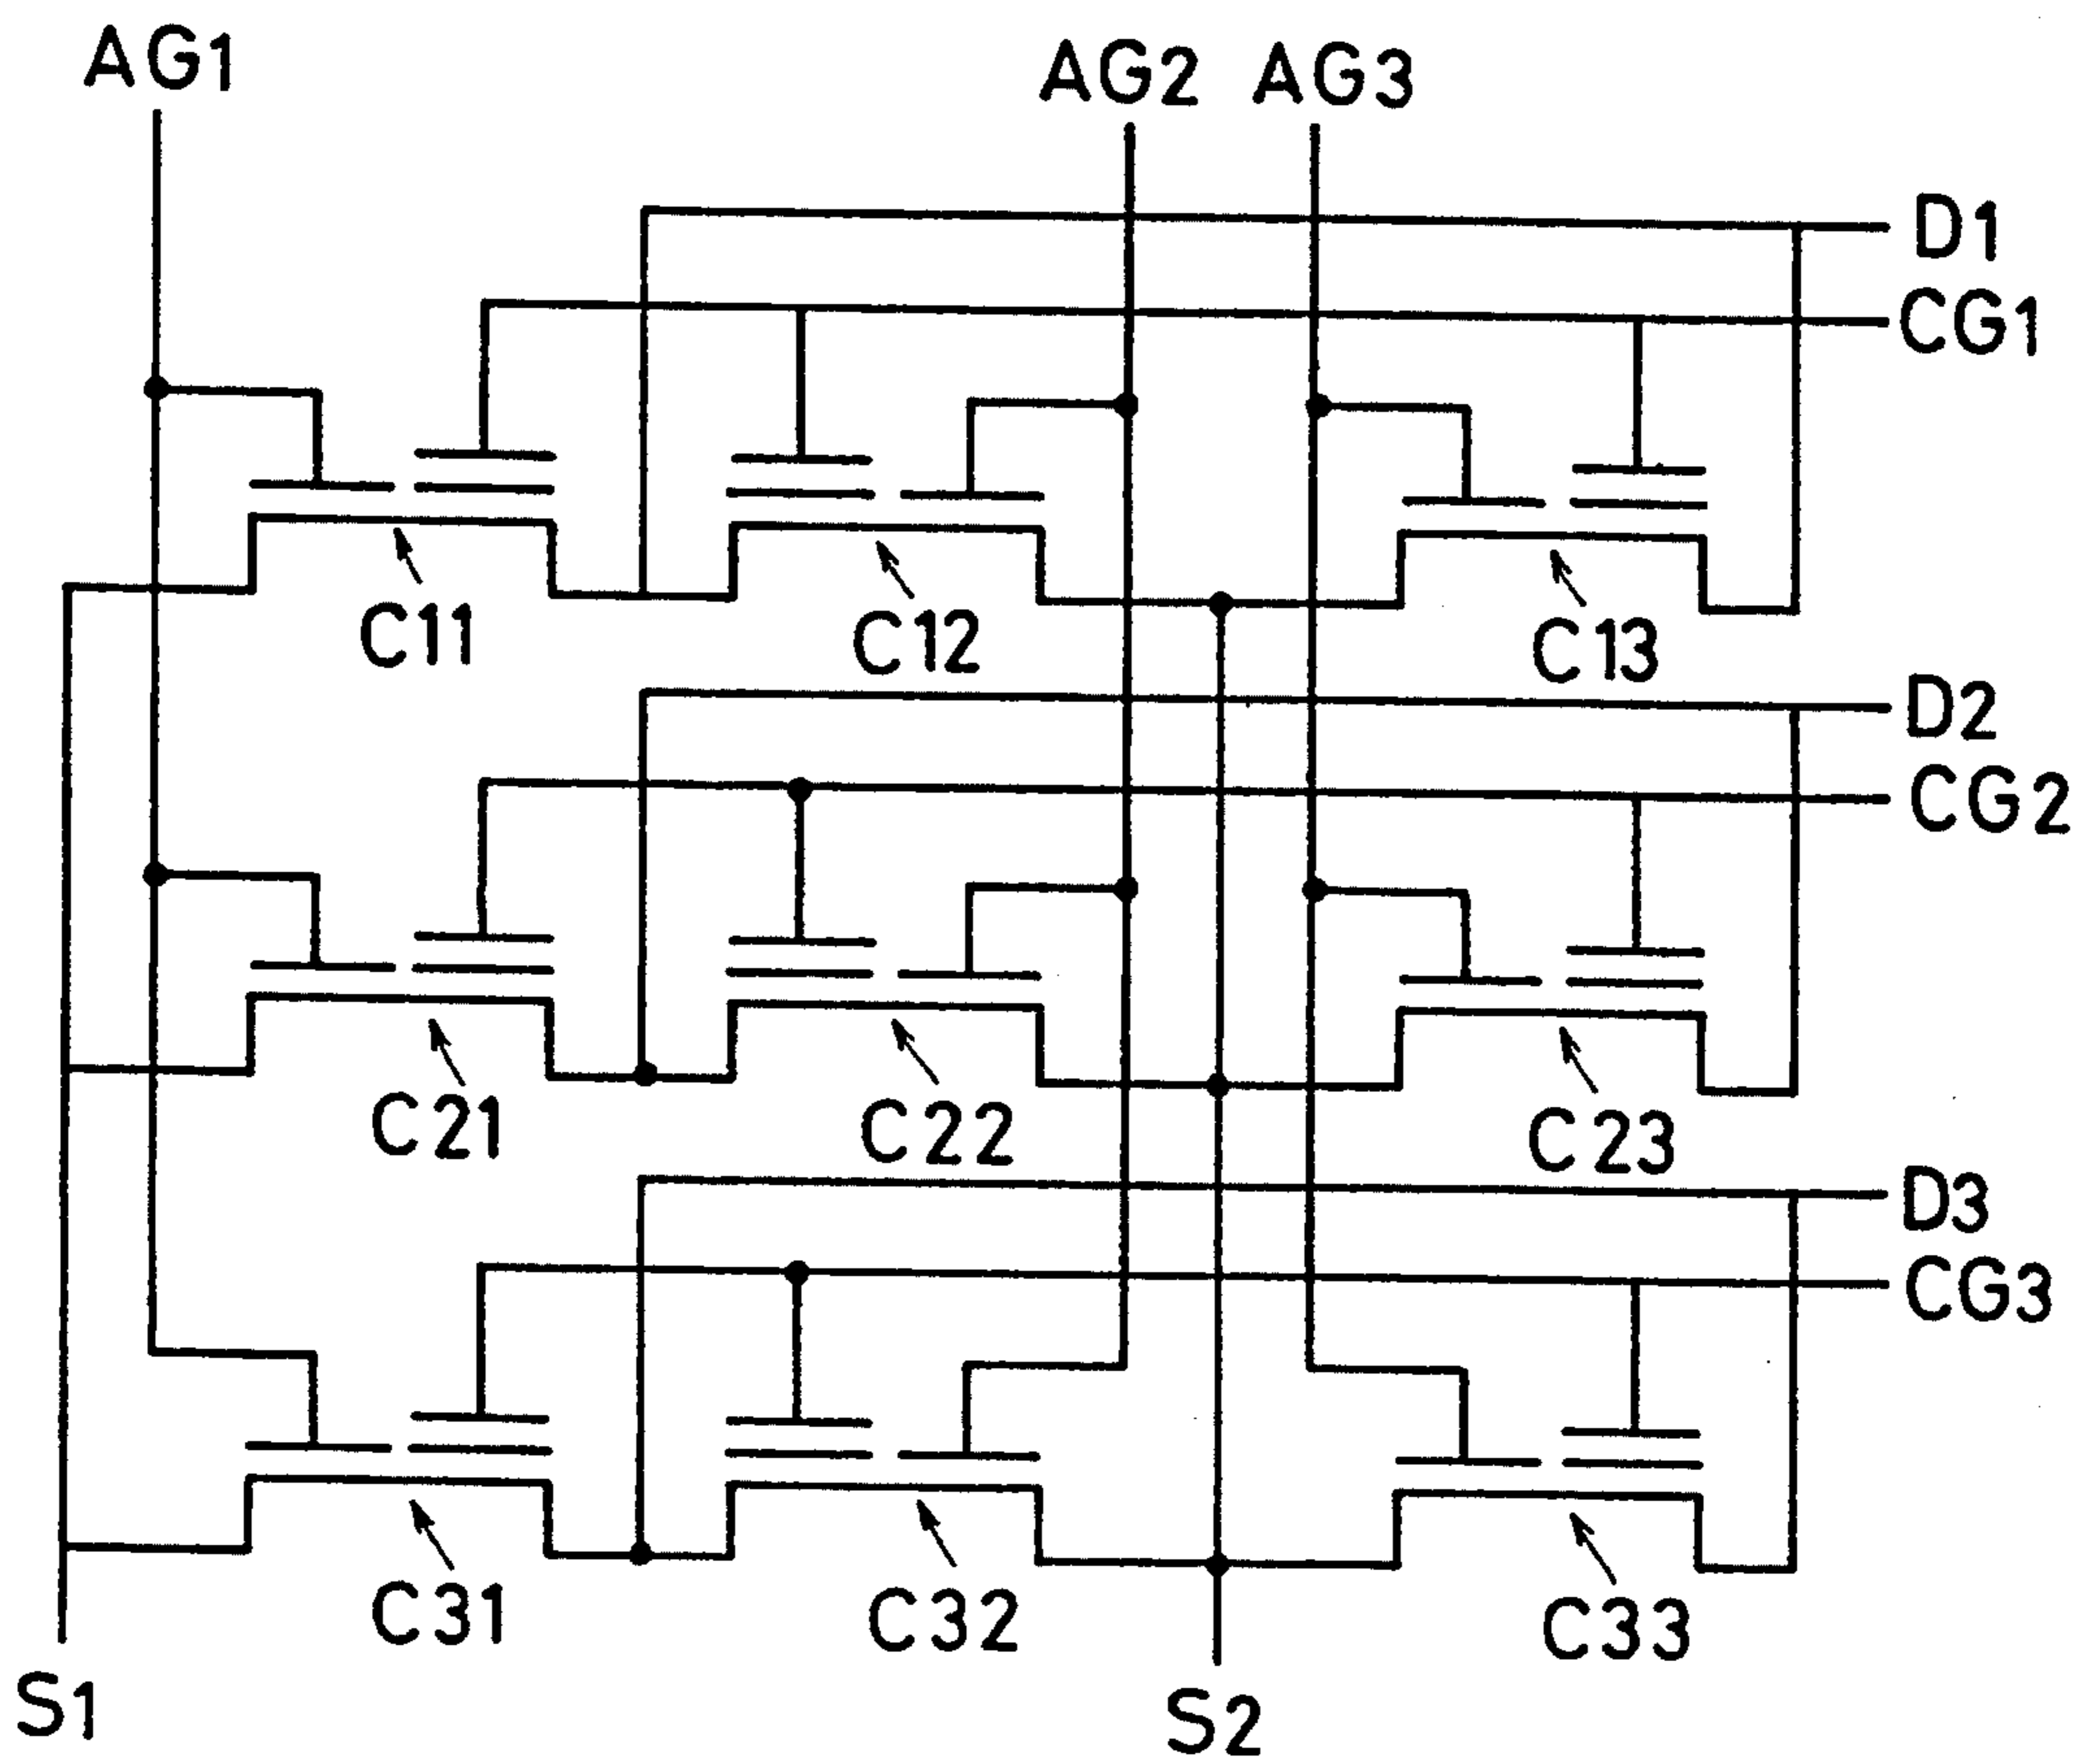 AG1
AG2 AG3
D1
CG1
C11 C12 C13
D2
CG2
C21 C22 C23
D3
CG3
C31 C32 C33
S1 S2